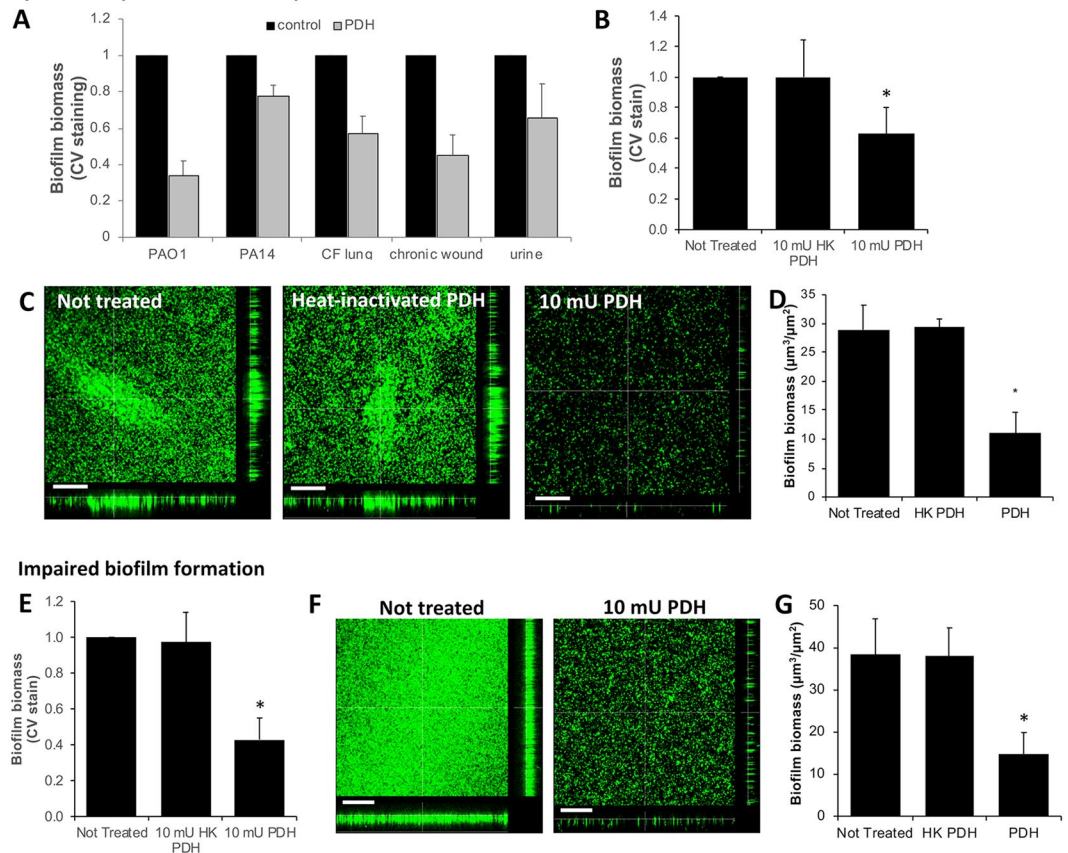 A
control PDH
1.2
1
0.8
0.6
0.4
0.2
0
Biofilm biomass
(CV staining)
PAO1 PA14 CF lung chronic wound urine
B
1.4
1.2
1.0
0.8
0.6
0.4
0.2
0.0
Biofilm biomass
(CV stain)
*
Not Treated 10 mU HK 10 mU PDH
PDH
C
Not treated
Heat-inactivated PDH
10 mU PDH
D
35
30
25
20
15
10
5
0
Biofilm biomass (µm³/µm²)
*
Not Treated HK PDH PDH
Impaired biofilm formation
E
1.2
1.0
0.8
0.6
0.4
0.2
0.0
Biofilm biomass
(CV stain)
*
Not Treated 10 mU HK 10 mU PDH
PDH
F
Not treated
10 mU PDH
G
50
40
30
20
10
0
Biofilm biomass (µm³/µm²)
*
Not Treated HK PDH PDH